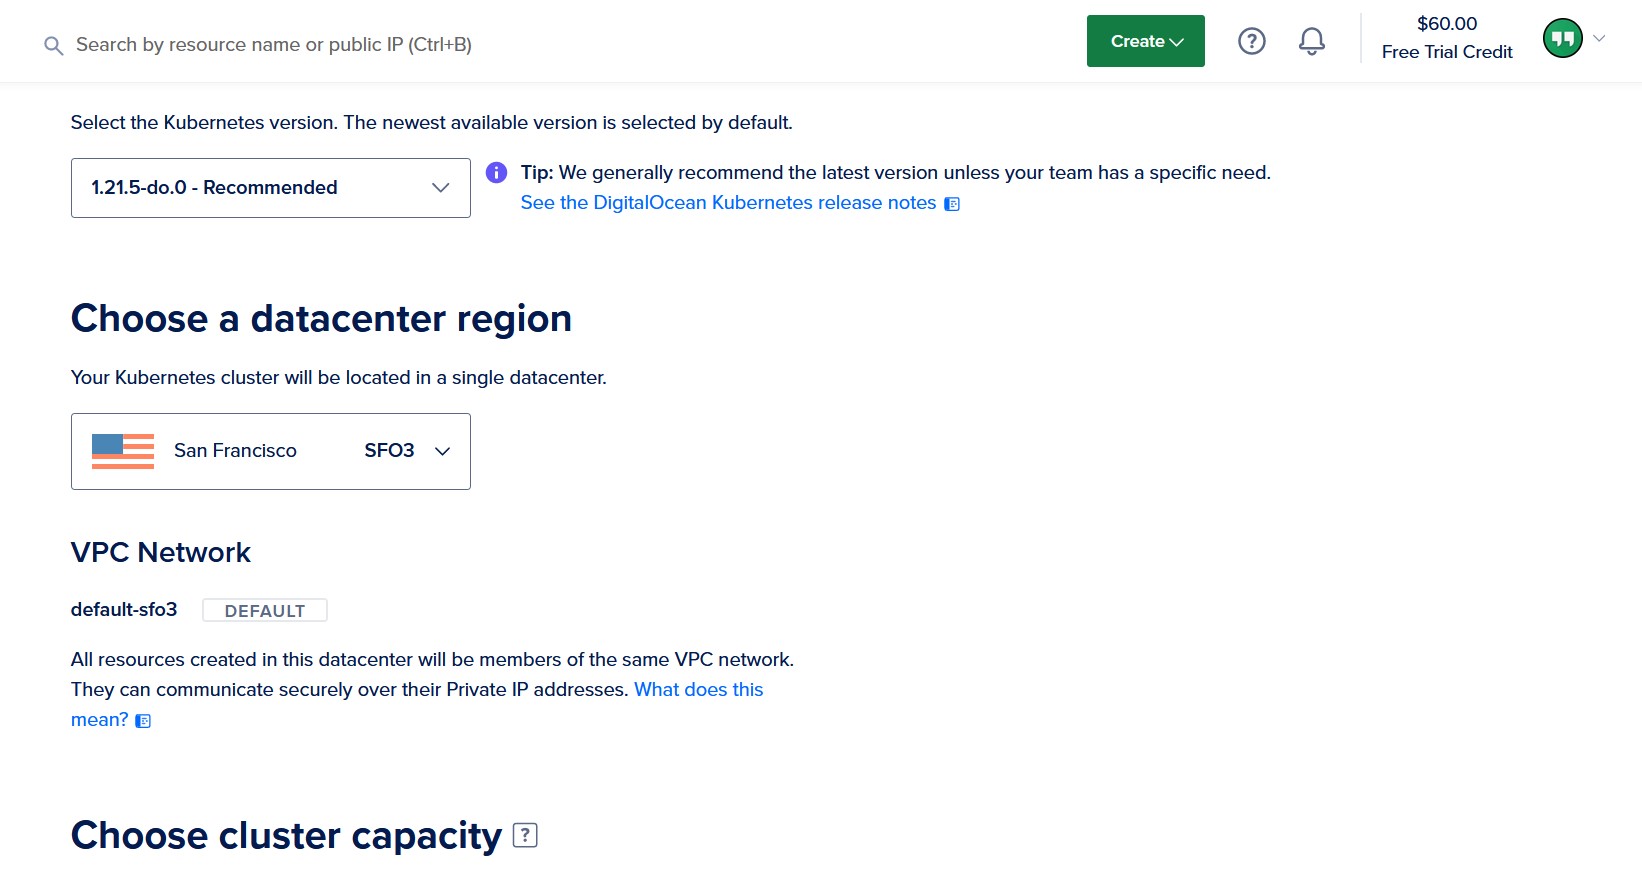 Search by resource name or public IP (Ctrl+B)
Create
$60.00
Free Trial Credit
Select the Kubernetes version. The newest available version is selected by default.
1.21.5-do.0 - Recommended
Tip: We generally recommend the latest version unless your team has a specific need.
See the DigitalOcean Kubernetes release notes
Choose a datacenter region
Your Kubernetes cluster will be located in a single datacenter.
San Francisco SFO3
VPC Network
default-sfo3 DEFAULT
All resources created in this datacenter will be members of the same VPC network.
They can communicate securely over their Private IP addresses. What does this
mean?
Choose cluster capacity ?